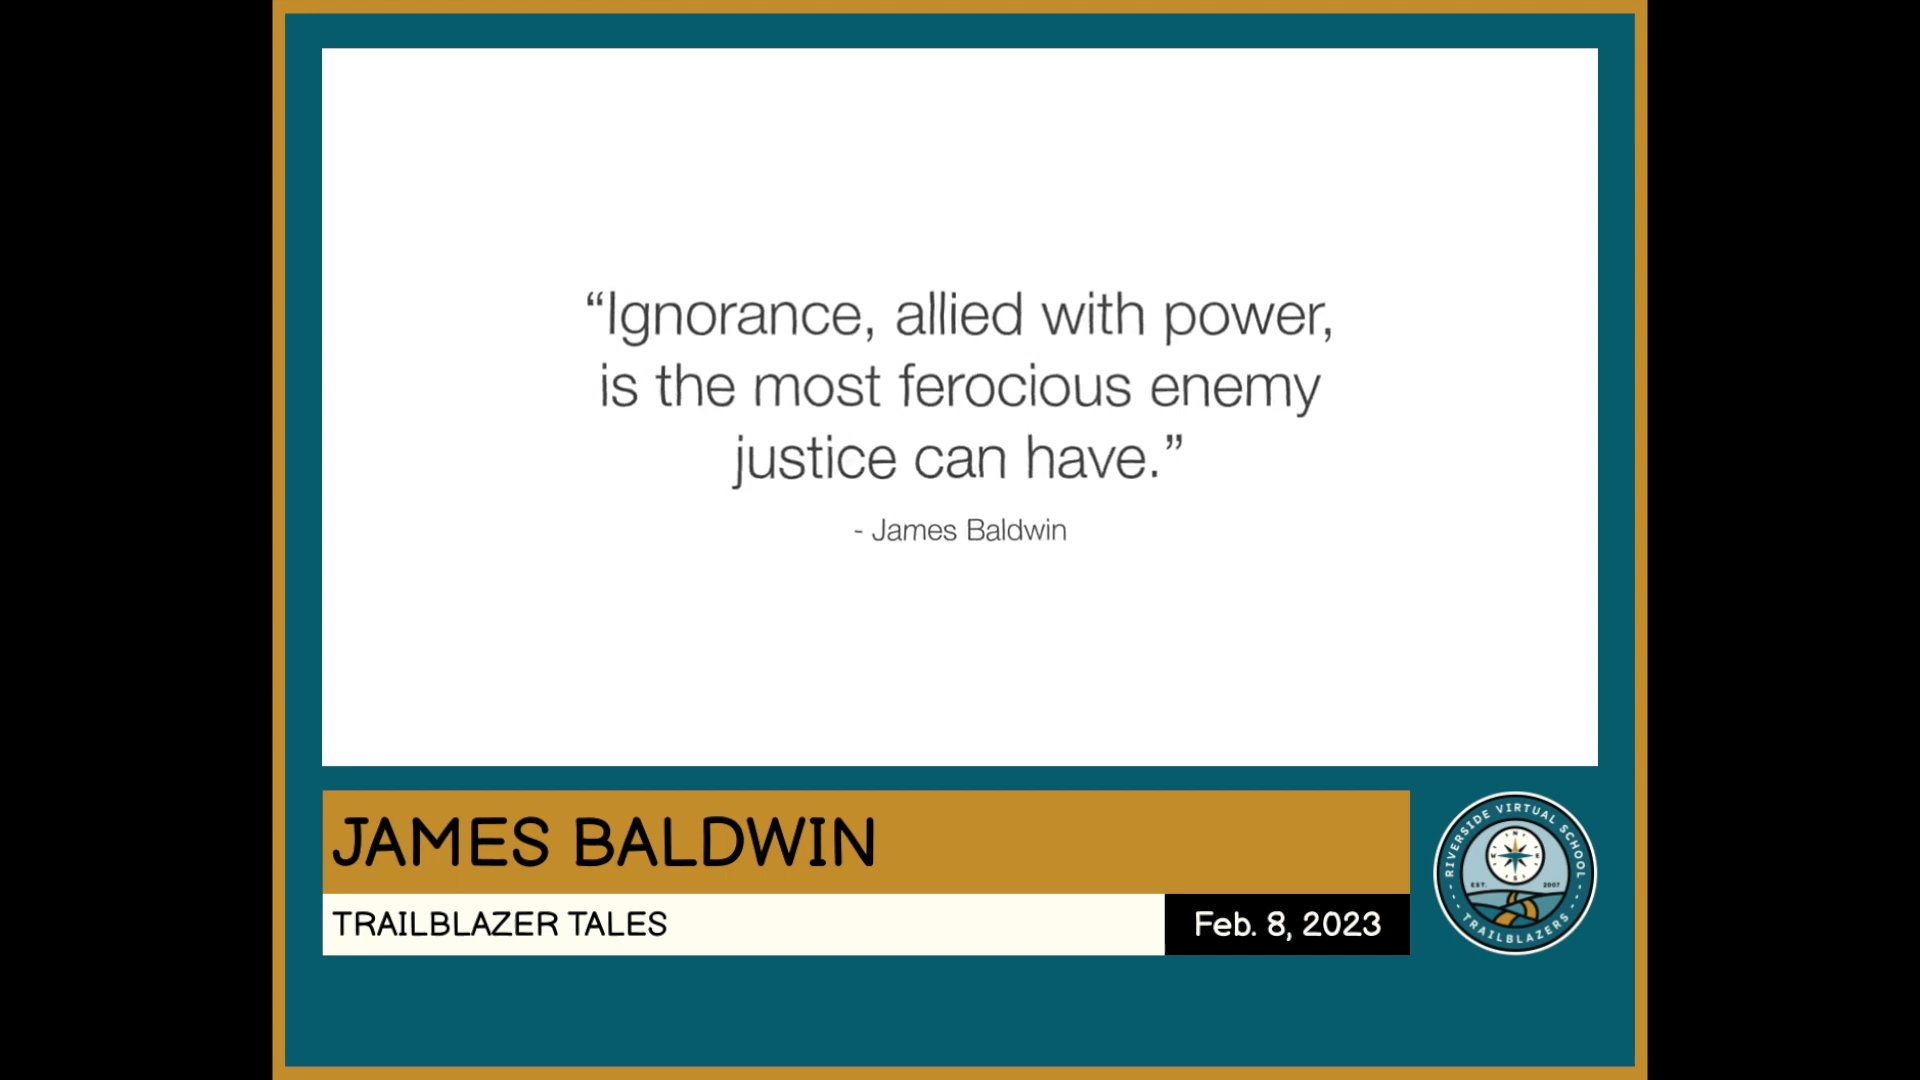 “Ignorance, allied with power,
is the most ferocious enemy
justice can have.”
- James Baldwin
JAMES BALDWIN
TRAILBLAZER TALES
Feb. 8, 2023
RIVERSIDE VIRTUAL SCHOOL
N
W E
S
EST. 2007
TRAILBLAZERS